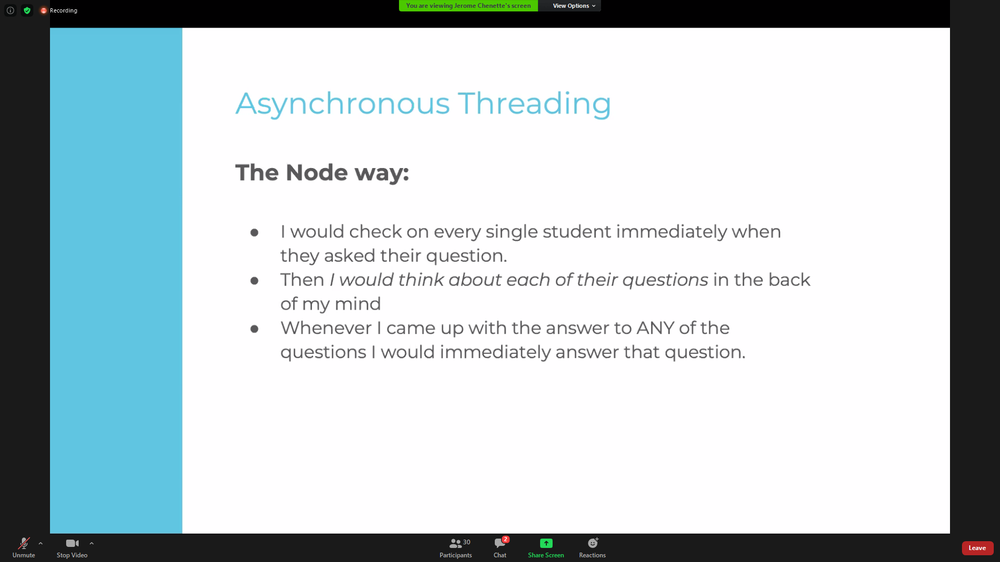 Recording
You are viewing Jerome Chenette's screen
View Options
Asynchronous Threading
The Node way:
● I would check on every single student immediately when
they asked their question.
● Then I would think about each of their questions in the back
of my mind
● Whenever I came up with the answer to ANY of the
questions I would immediately answer that question.
Unmute
Stop Video
30
Participants
2
Chat
Share Screen
Reactions
Leave